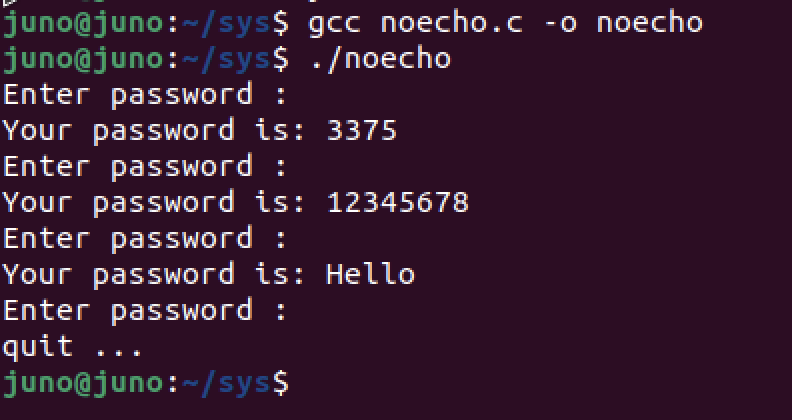 juno@juno:~/sys$ gcc noecho.c -o noecho
juno@juno:~/sys$ ./noecho
Enter password :
Your password is: 3375
Enter password :
Your password is: 12345678
Enter password :
Your password is: Hello
Enter password :
quit ...
juno@juno:~/sys$